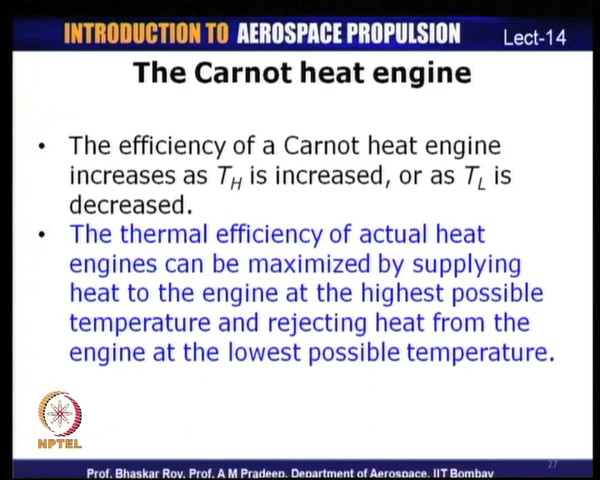 INTRODUCTION TO AEROSPACE PROPULSION
Lect-14
The Carnot heat engine
• The efficiency of a Carnot heat engine
increases as T_H is increased, or as T_L is
decreased.
• The thermal efficiency of actual heat
engines can be maximized by supplying
heat to the engine at the highest possible
temperature and rejecting heat from the
engine at the lowest possible temperature.
NPTEL
27
Prof. Bhaskar Roy, Prof. A M Pradeep, Department of Aerospace, IIT Bombay